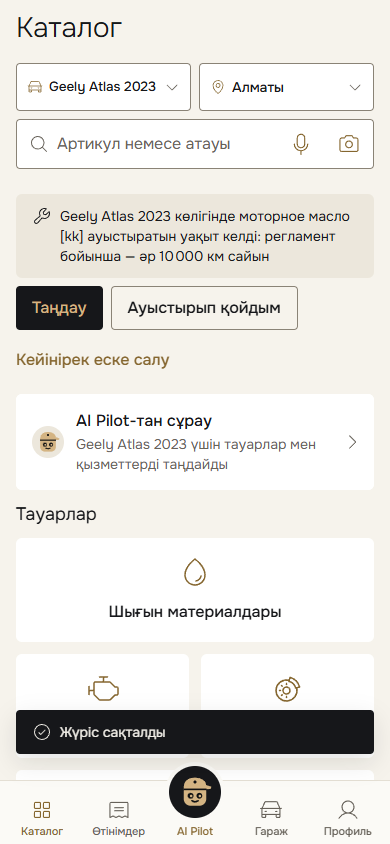 Каталог
Geely Atlas 2023
Алматы
Артикул немесе атауы
Geely Atlas 2023 көлігінде моторное масло
[kk] ауыстыратын уақыт келді: регламент
бойынша — әр 10 000 км сайын
Таңдау
Ауыстырып қойдым
Кейінірек еске салу
AI Pilot-тан сұрау
Geely Atlas 2023 үшін тауарлар мен
қызметтерді таңдайды
Тауарлар
Шығын материалдары
Жүріс сақталды
Каталог
Өтінімдер
AI Pilot
Гараж
Профиль